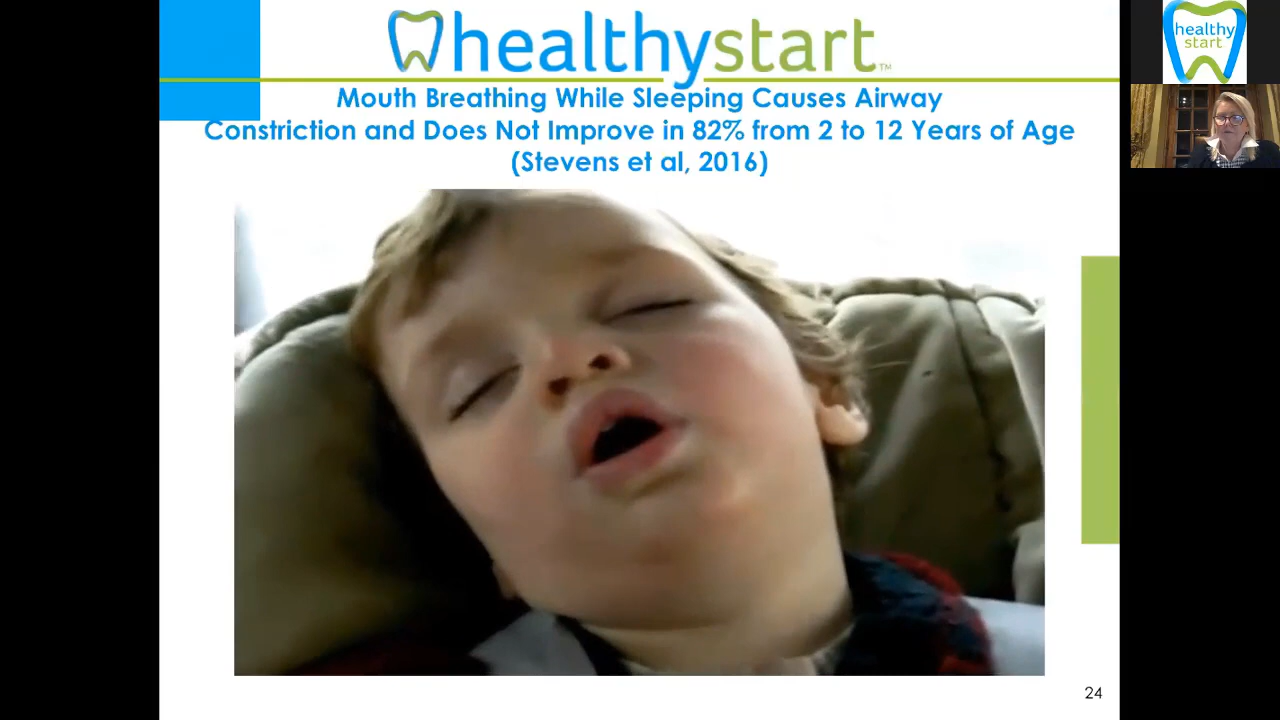 healthystart™
Mouth Breathing While Sleeping Causes Airway
Constriction and Does Not Improve in 82% from 2 to 12 Years of Age
(Stevens et al, 2016)
24
healthy
start